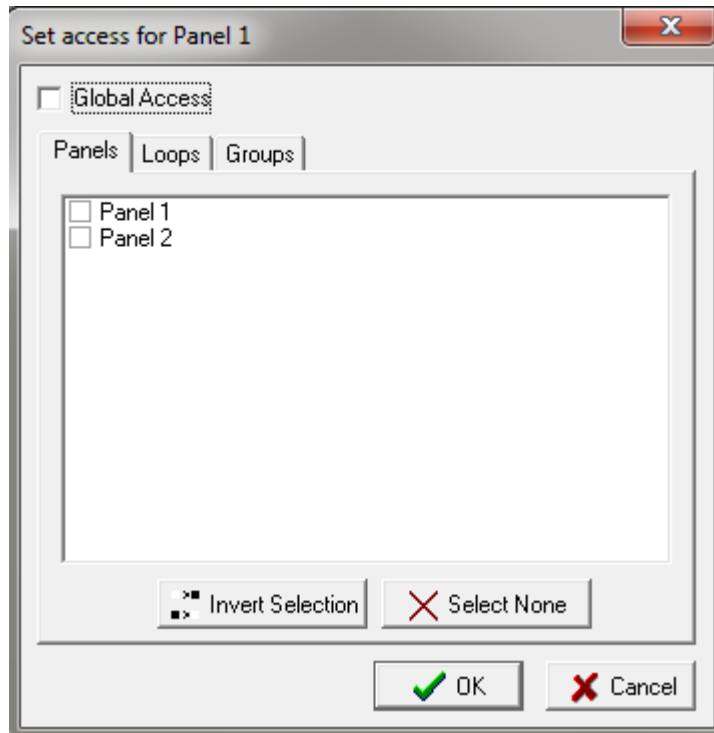 Set access for Panel 1
Global Access
Panels Loops Groups
Panel 1
Panel 2
Invert Selection Select None
OK Cancel